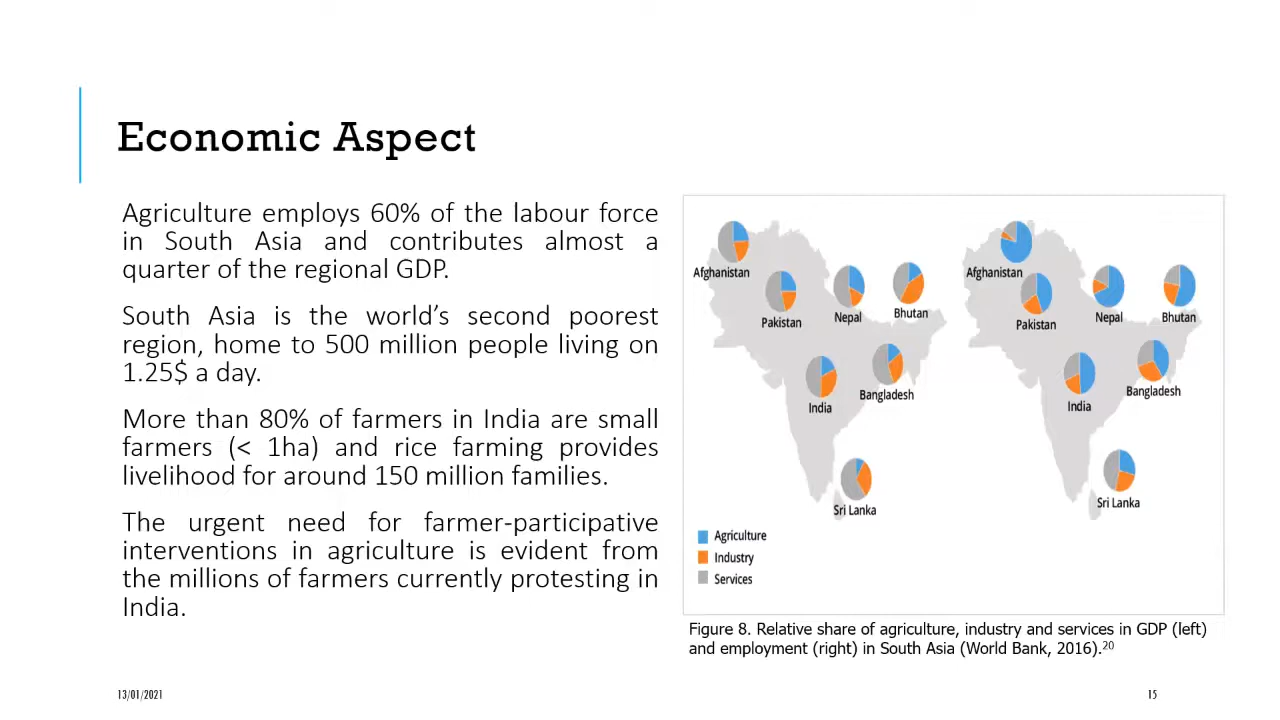 Economic Aspect
Agriculture employs 60% of the labour force
in South Asia and contributes almost a
quarter of the regional GDP.
South Asia is the world’s second poorest
region, home to 500 million people living on
1.25$ a day.
More than 80% of farmers in India are small
farmers (< 1ha) and rice farming provides
livelihood for around 150 million families.
The urgent need for farmer-participative
interventions in agriculture is evident from
the millions of farmers currently protesting in
India.
Afghanistan
Pakistan
Nepal
Bhutan
India
Bangladesh
Sri Lanka
Afghanistan
Pakistan
Nepal
Bhutan
India
Bangladesh
Sri Lanka
Agriculture
Industry
Services
Figure 8. Relative share of agriculture, industry and services in GDP (left)
and employment (right) in South Asia (World Bank, 2016).20
13/01/2021
15